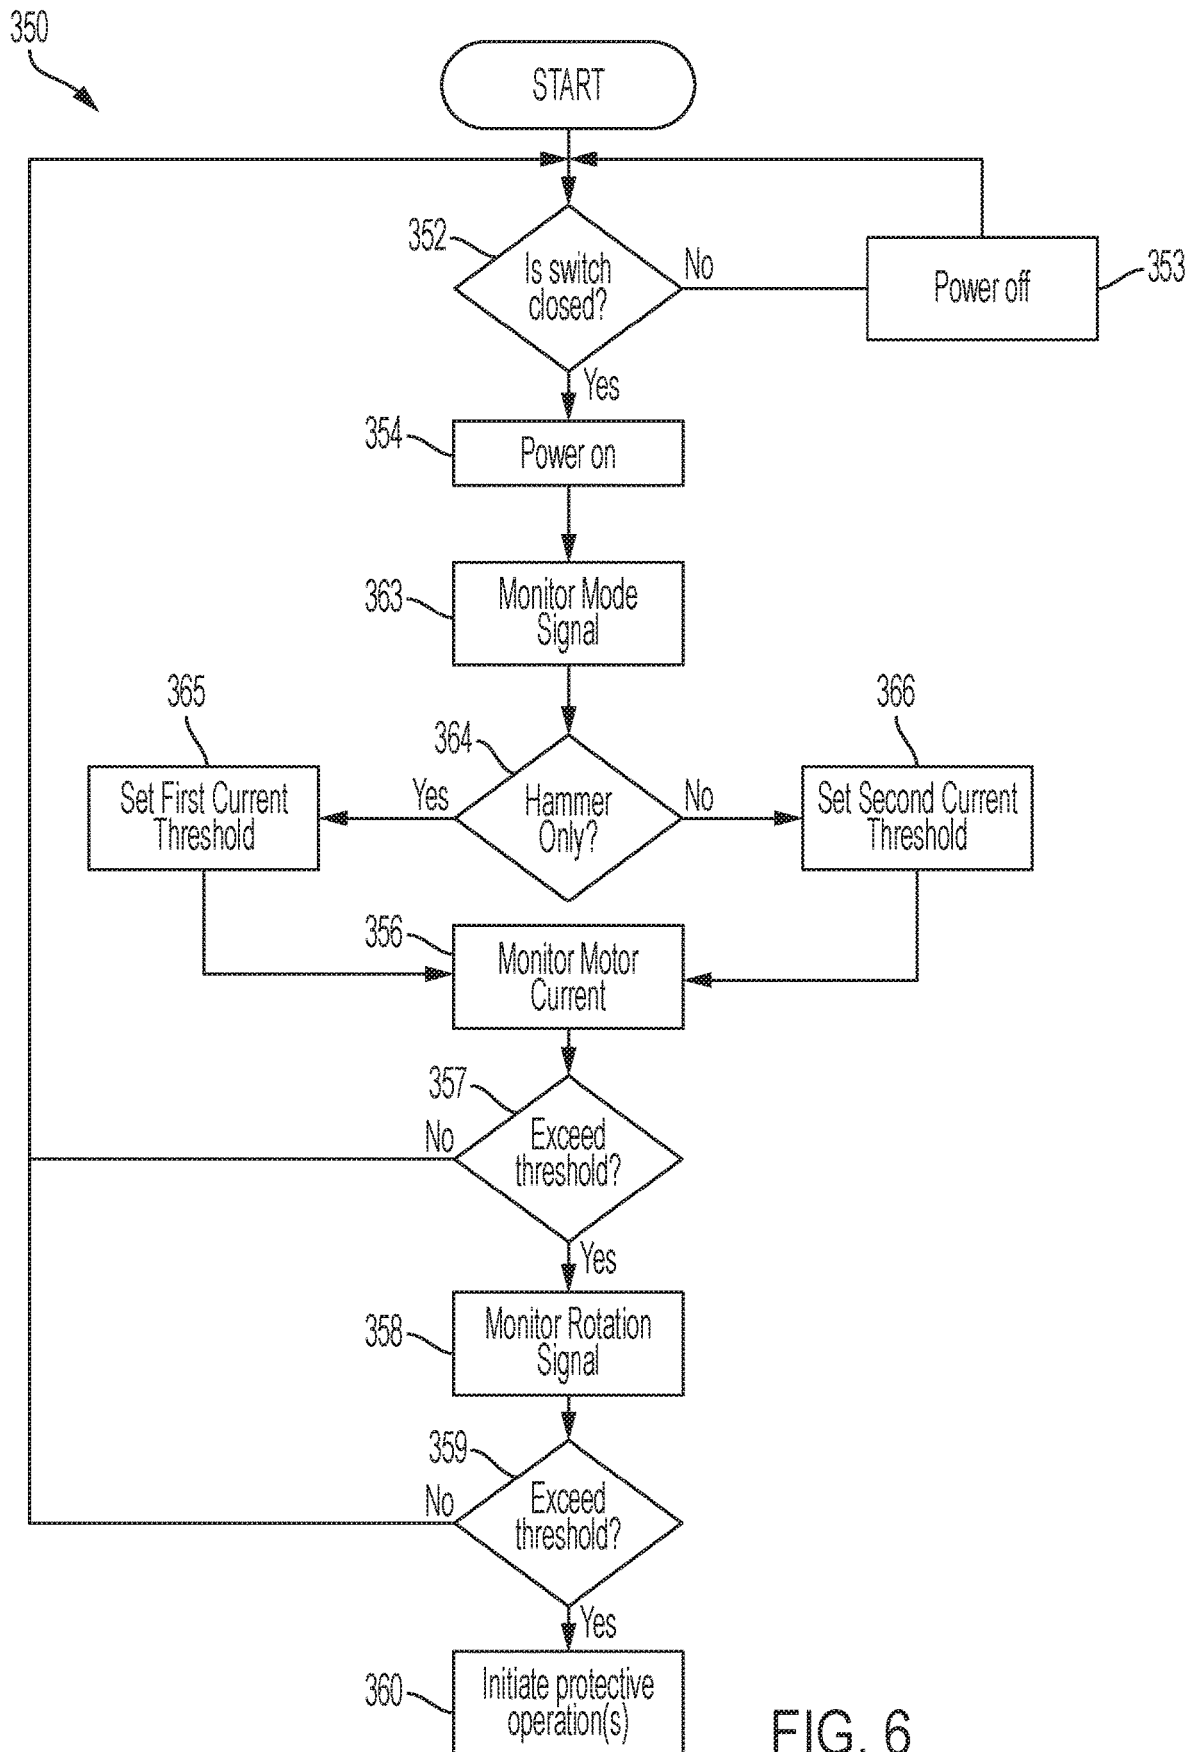 350
START
352
Is switch
closed?
No
Power off
353
Yes
354
Power on
363
Monitor Mode
Signal
365
366
364
Set First Current
Threshold
Yes
Hammer
Only?
No
Set Second Current
Threshold
356
Monitor Motor
Current
357
No
Exceed
threshold?
Yes
358
Monitor Rotation
Signal
359
No
Exceed
threshold?
Yes
360
Initiate protective
operation(s)
FIG. 6